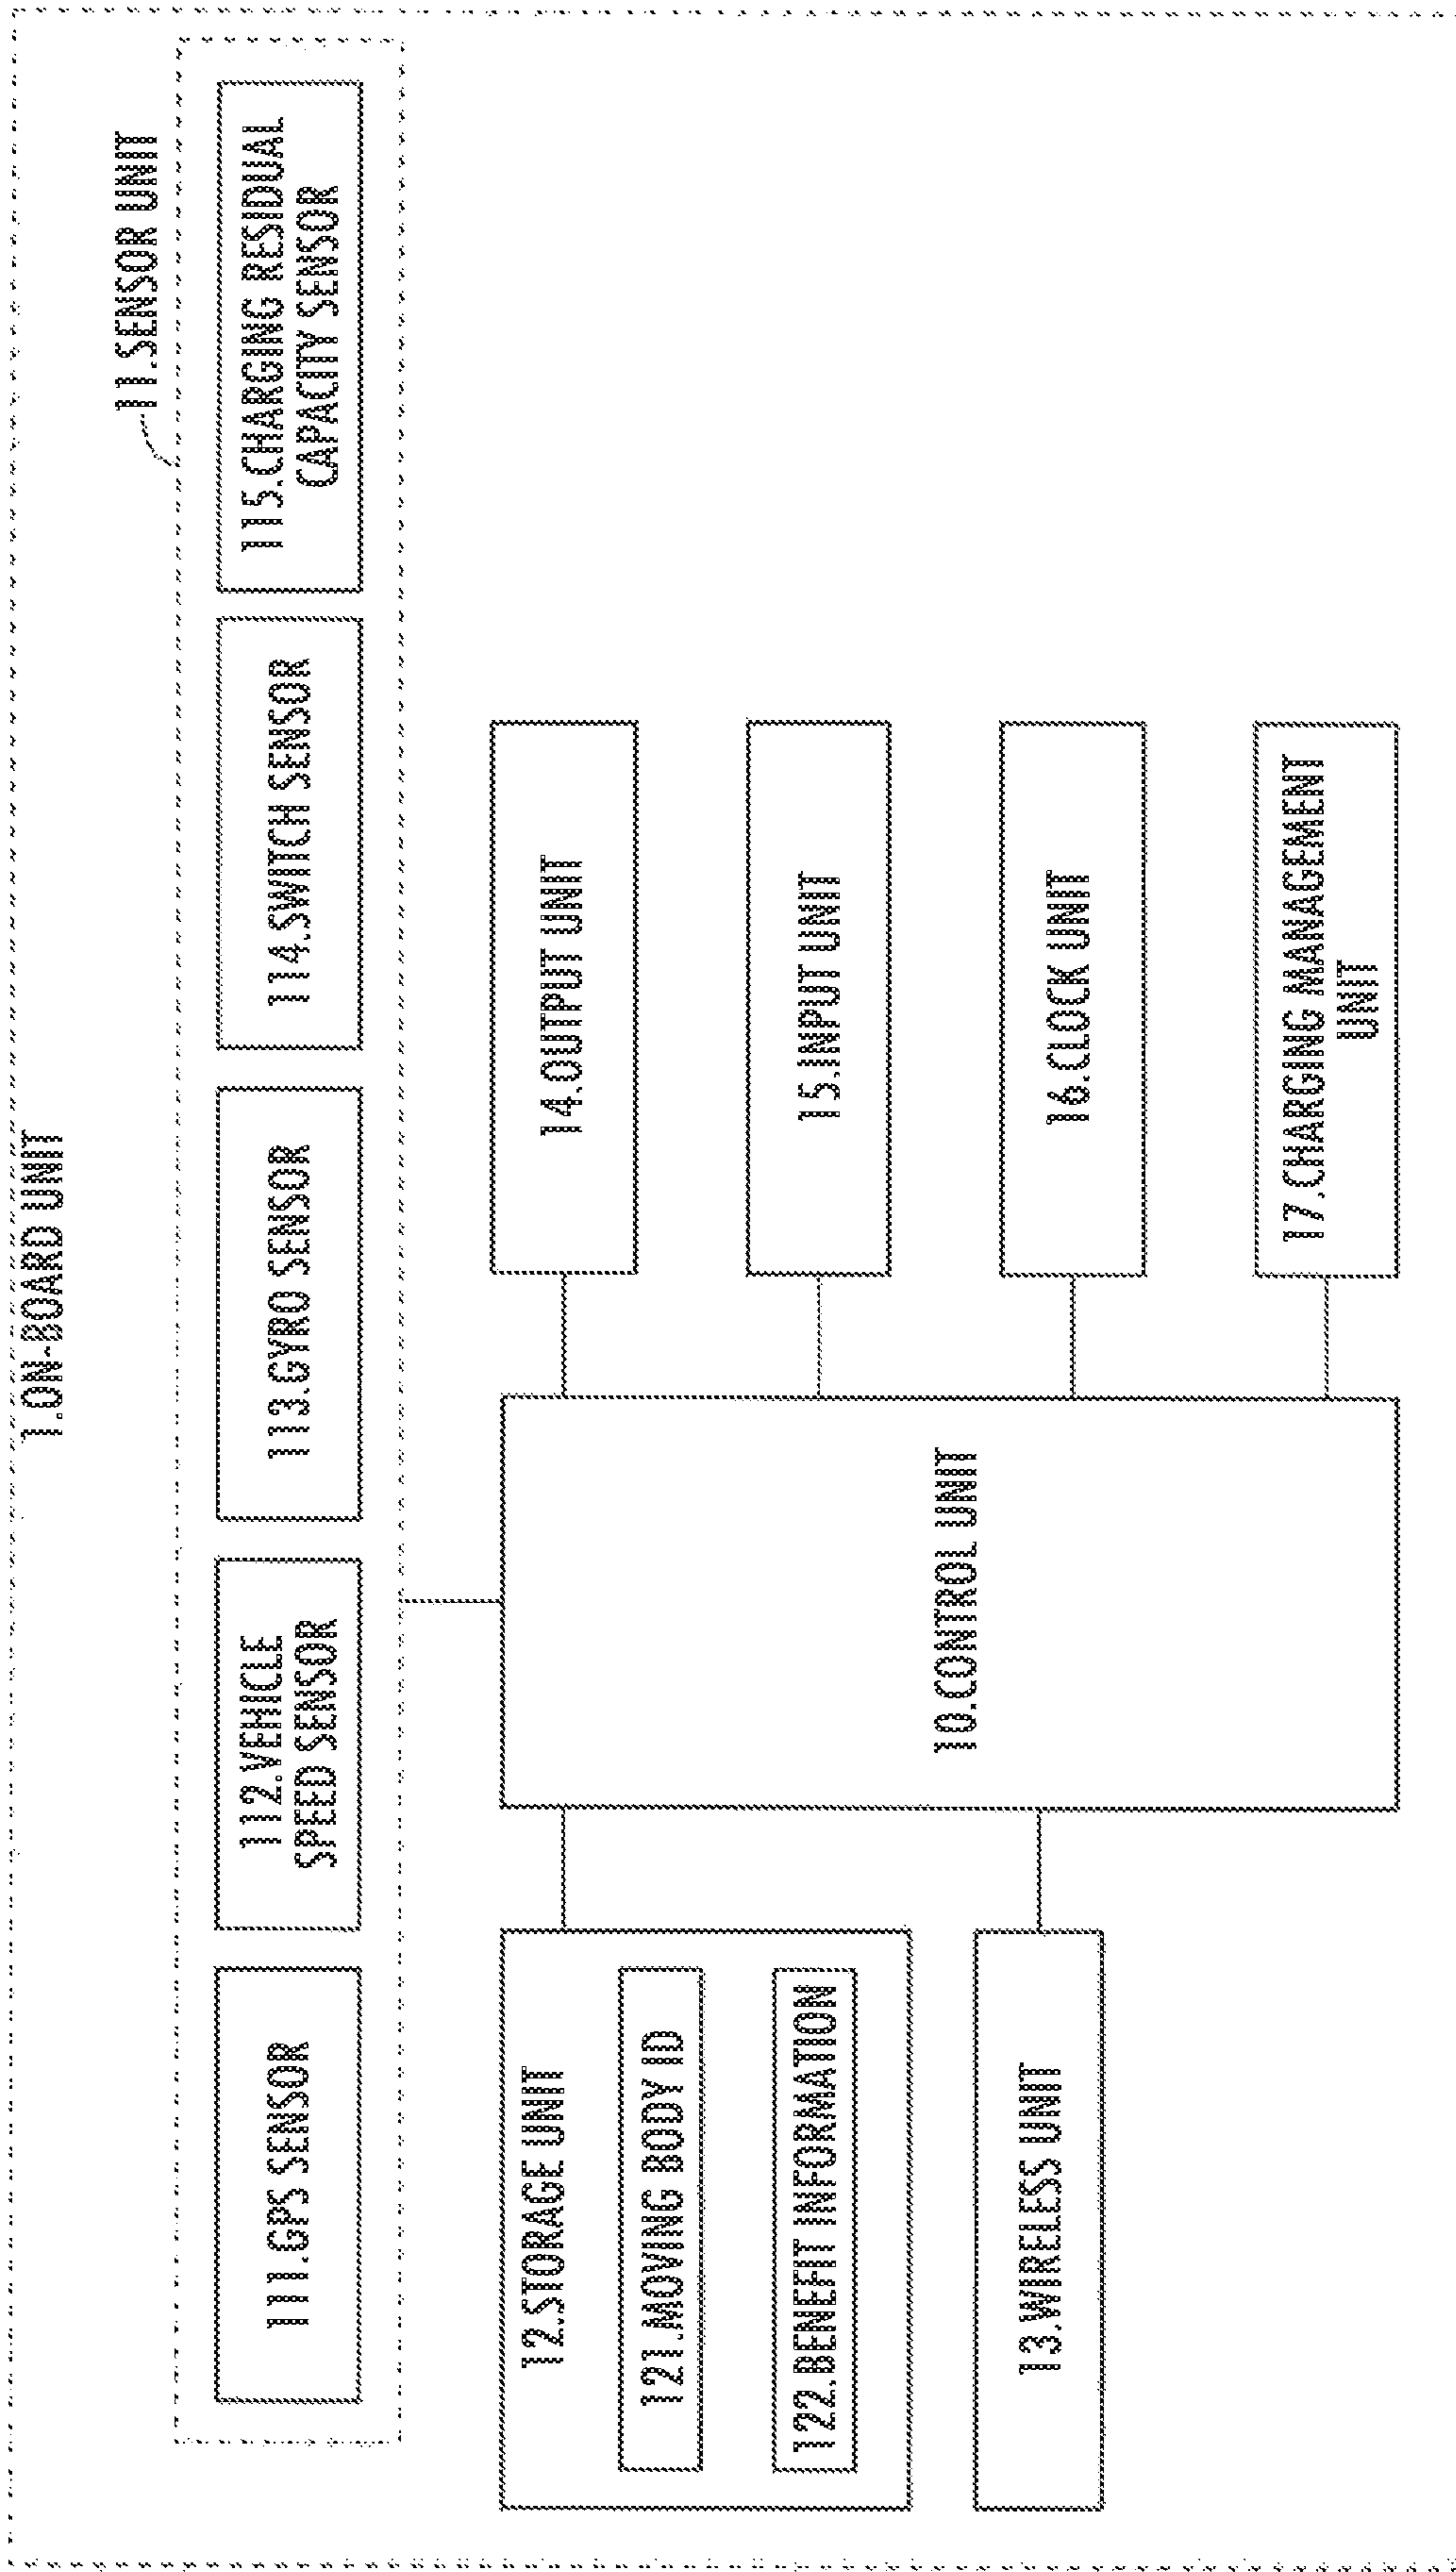 1.ON-BOARD UNIT
11.SENSOR UNIT
111.GPS SENSOR
112.VEHICLE
SPEED SENSOR
113.GYRO SENSOR
114.SWITCH SENSOR
115.CHARGING RESIDUAL
CAPACITY SENSOR
12.STORAGE UNIT
121.MOVING BODY ID
122.BENEFIT INFORMATION
13.WIRELESS UNIT
10.CONTROL UNIT
14.OUTPUT UNIT
15.INPUT UNIT
16.CLOCK UNIT
17.CHARGING MANAGEMENT
UNIT